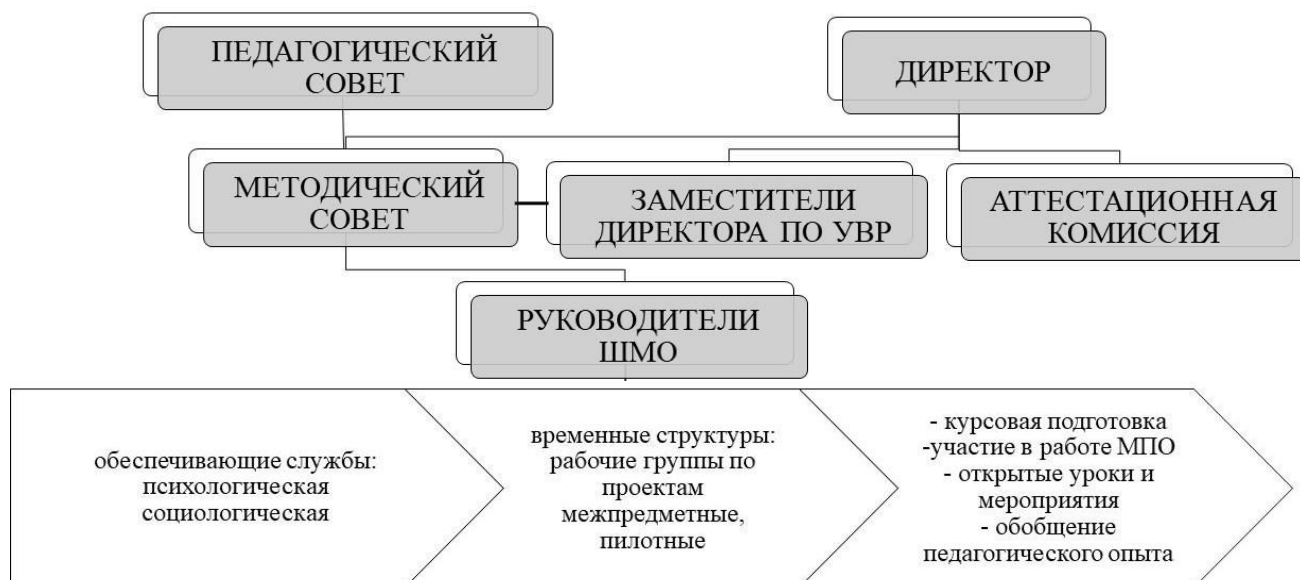 ПЕДАГОГИЧЕСКИЙ
СОВЕТ
ДИРЕКТОР
МЕТОДИЧЕСКИЙ
СОВЕТ
ЗАМЕСТИТЕЛИ
ДИРЕКТОРА ПО УВР
АТТЕСТАЦИОННАЯ
КОМИССИЯ
РУКОВОДИТЕЛИ
ШМО
обеспечивающие службы:
психологическая
социологическая
временные структуры:
рабочие группы по
проектам
межпредметные,
пилотные
- курсовая подготовка
-участие в работе МПО
- открытые уроки и
мероприятия
- обобщение
педагогического опыта